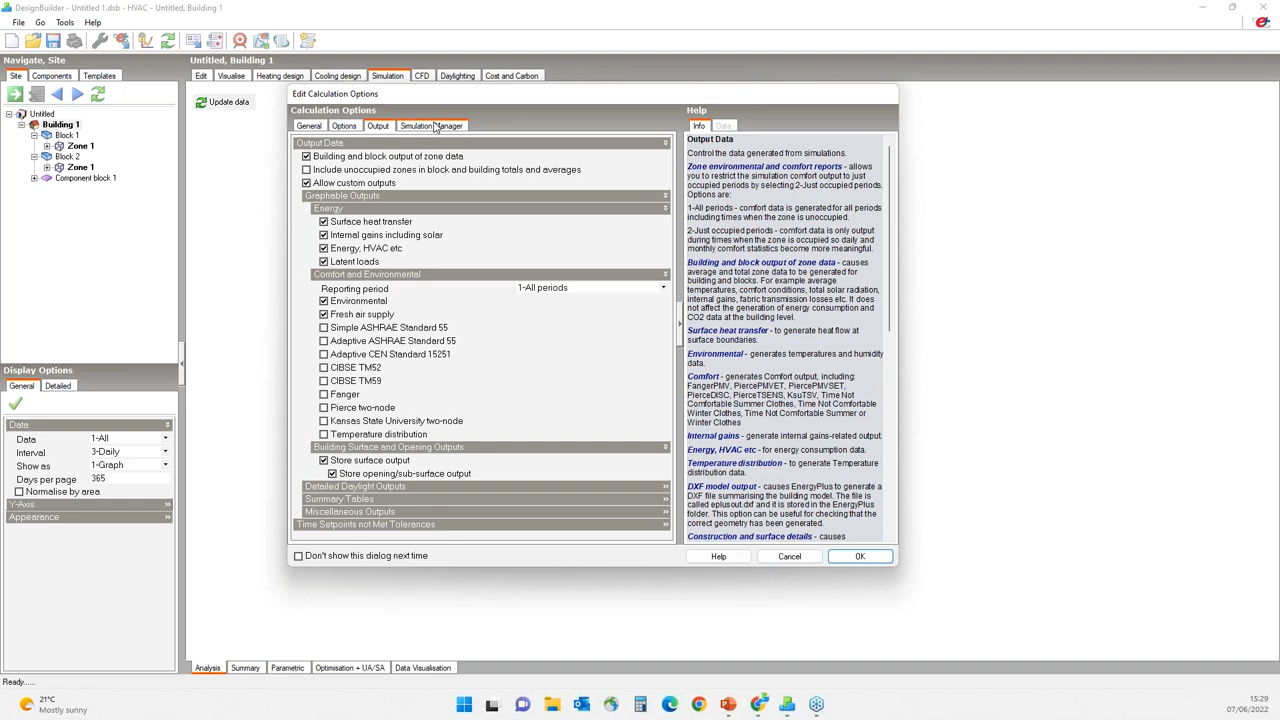 DesignBuilder - Untitled 1.dsb - HVAC - Untitled, Building 1
File Go Tools Help
Navigate, Site
Untitled, Building 1
Site Components Templates
Edit Visualise Heating design Cooling design Simulation CFD Daylighting Cost and Carbon
Update data
Untitled
Building 1
Block 1
Zone 1
Block 2
Zone 1
Component block 1
Edit Calculation Options
Calculation Options
General Options Output Simulation Manager
Output Data
Building and block output of zone data
Include unoccupied zones in block and building totals and averages
Allow custom outputs
Graphable Outputs
Energy
Surface heat transfer
Internal gains including solar
Energy, HVAC etc
Latent loads
Comfort and Environmental
Reporting period 1-All periods
Environmental
Fresh air supply
Simple ASHRAE Standard 55
Adaptive ASHRAE Standard 55
Adaptive CEN Standard 15251
CIBSE TM52
CIBSE TM59
Fanger
Pierce two-node
Kansas State University two-node
Temperature distribution
Building Surface and Opening Outputs
Store surface output
Store opening/sub-surface output
Detailed Daylight Outputs
Summary Tables
Miscellaneous Outputs
Time Setpoints not Met Tolerances
Don't show this dialog next time
Help Cancel OK
Help
Info Data
Output Data
Control the data generated from simulations.
Zone environmental and comfort reports - allows
you to restrict the simulation comfort output to just
occupied periods by selecting 2-Just occupied periods.
Options are:
1-All periods - comfort data is generated for all periods
including times when the zone is unoccupied.
2-Just occupied periods - comfort data is only output
during times when the zone is occupied so daily and
monthly comfort statistics become more meaningful.
Building and block output of zone data - causes
average and total zone data to be generated for
building and blocks. For example average
temperatures, comfort conditions, total solar radiation,
internal gains, fabric transmission losses etc. It does
not affect the generation of energy consumption and
CO2 data at the building level.
Surface heat transfer - to generate heat flow at
surface boundaries.
Environmental - generates temperatures and humidity
data.
Comfort - generates Comfort output, including:
FangerPMV, PiercePMVET, PiercePMVSET,
PierceDISC, PierceTSENS, KsuTSV, Time Not
Comfortable Summer Clothes, Time Not Comfortable
Winter Clothes, Time Not Comfortable Summer or
Winter Clothes
Internal gains - generate internal gains-related output.
Energy, HVAC etc - for energy consumption data.
Temperature distribution - to generate Temperature
distribution data.
DXF model output - causes EnergyPlus to generate a
DXF file summarising the building model. The file is
called eplusout.dxf and it is stored in the EnergyPlus
folder. This option can be useful for checking that the
correct geometry has been generated.
Construction and surface details - causes
Display Options
General Detailed
Data
Data 1-All
Interval 3-Daily
Show as 1-Graph
Days per page 365
Normalise by area
Y-Axis
Appearance
Analysis Summary Parametric Optimisation + UA/SA Data Visualisation
Ready......
21°C
Mostly sunny
15:29
07/06/2022